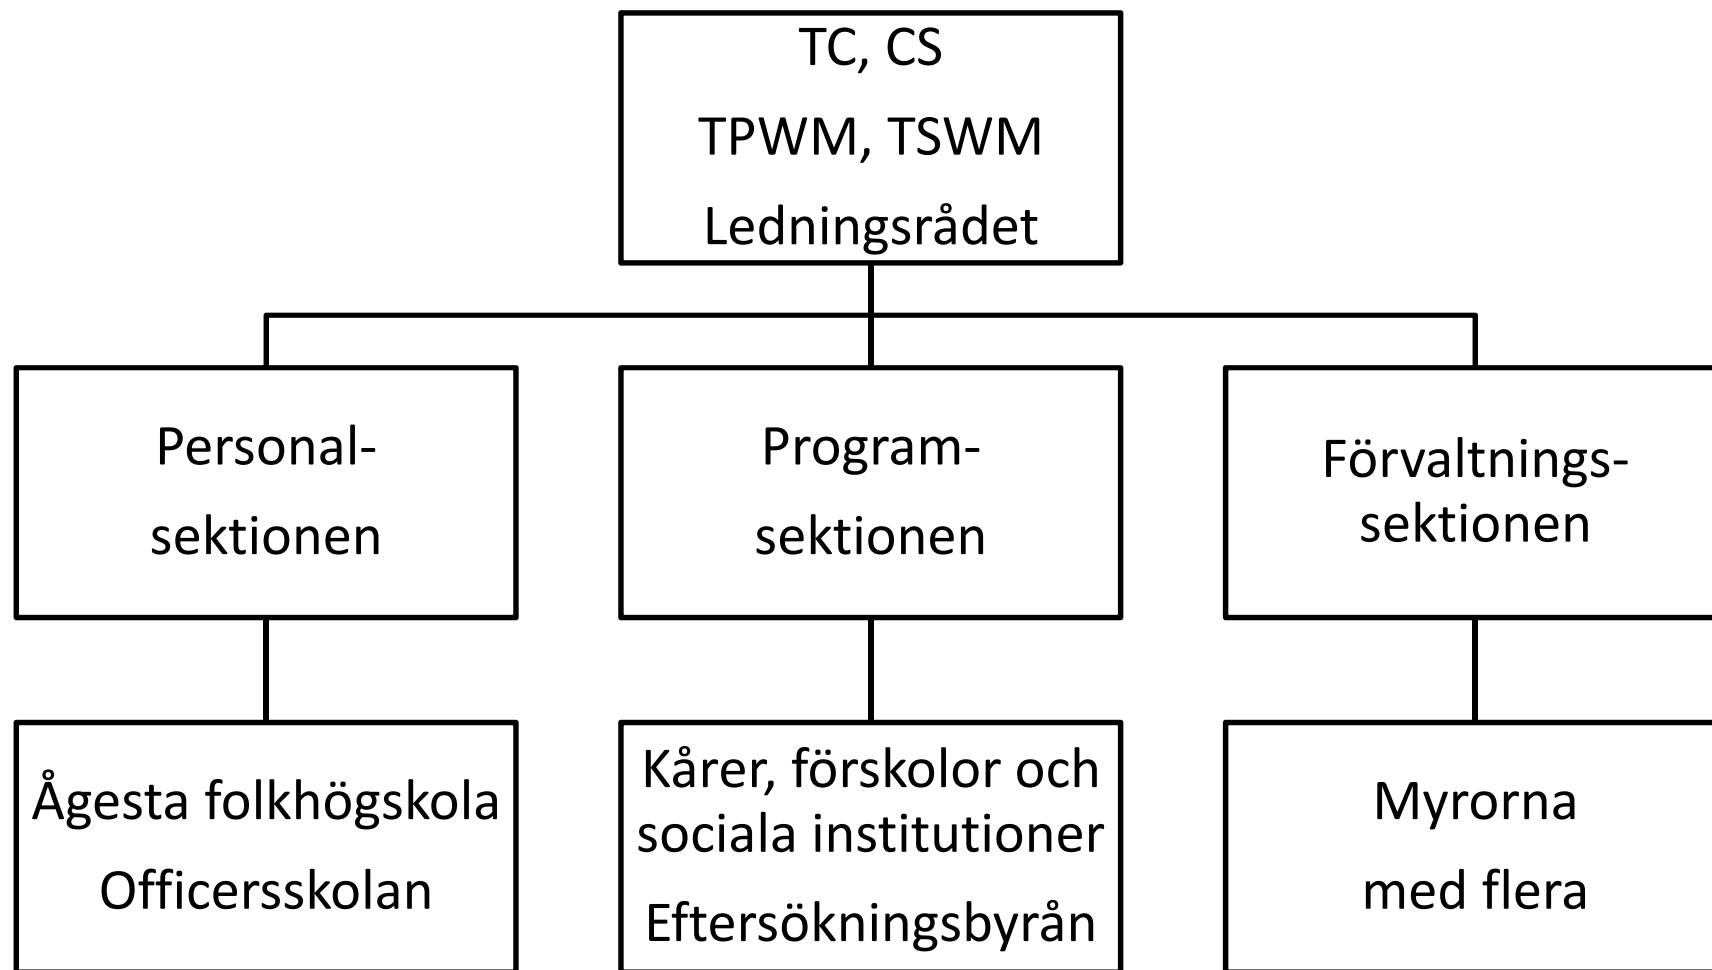 TC, CS
TPWM, TSWM
Ledningsrådet
Personal-
sektionen
Program-
sektionen
Förvaltnings-
sektionen
Ågesta folkhögskola
Officersskolan
Kårer, förskolor och
sociala institutioner
Eftersökningsbyrån
Myrorna
med flera